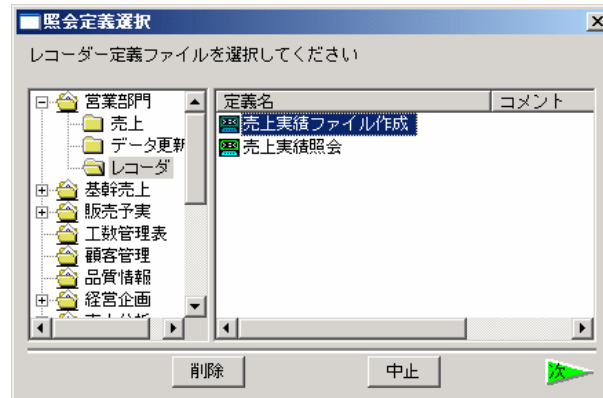 照会定義選択
レコーダー定義ファイルを選択してください
営業部門
売上
データ更新
レコーダ
基幹売上
販売予実
工数管理表
顧客管理
品質情報
経営企画
定義名 コメント
売上実績ファイル作成
売上実績照会
削除 中止 次